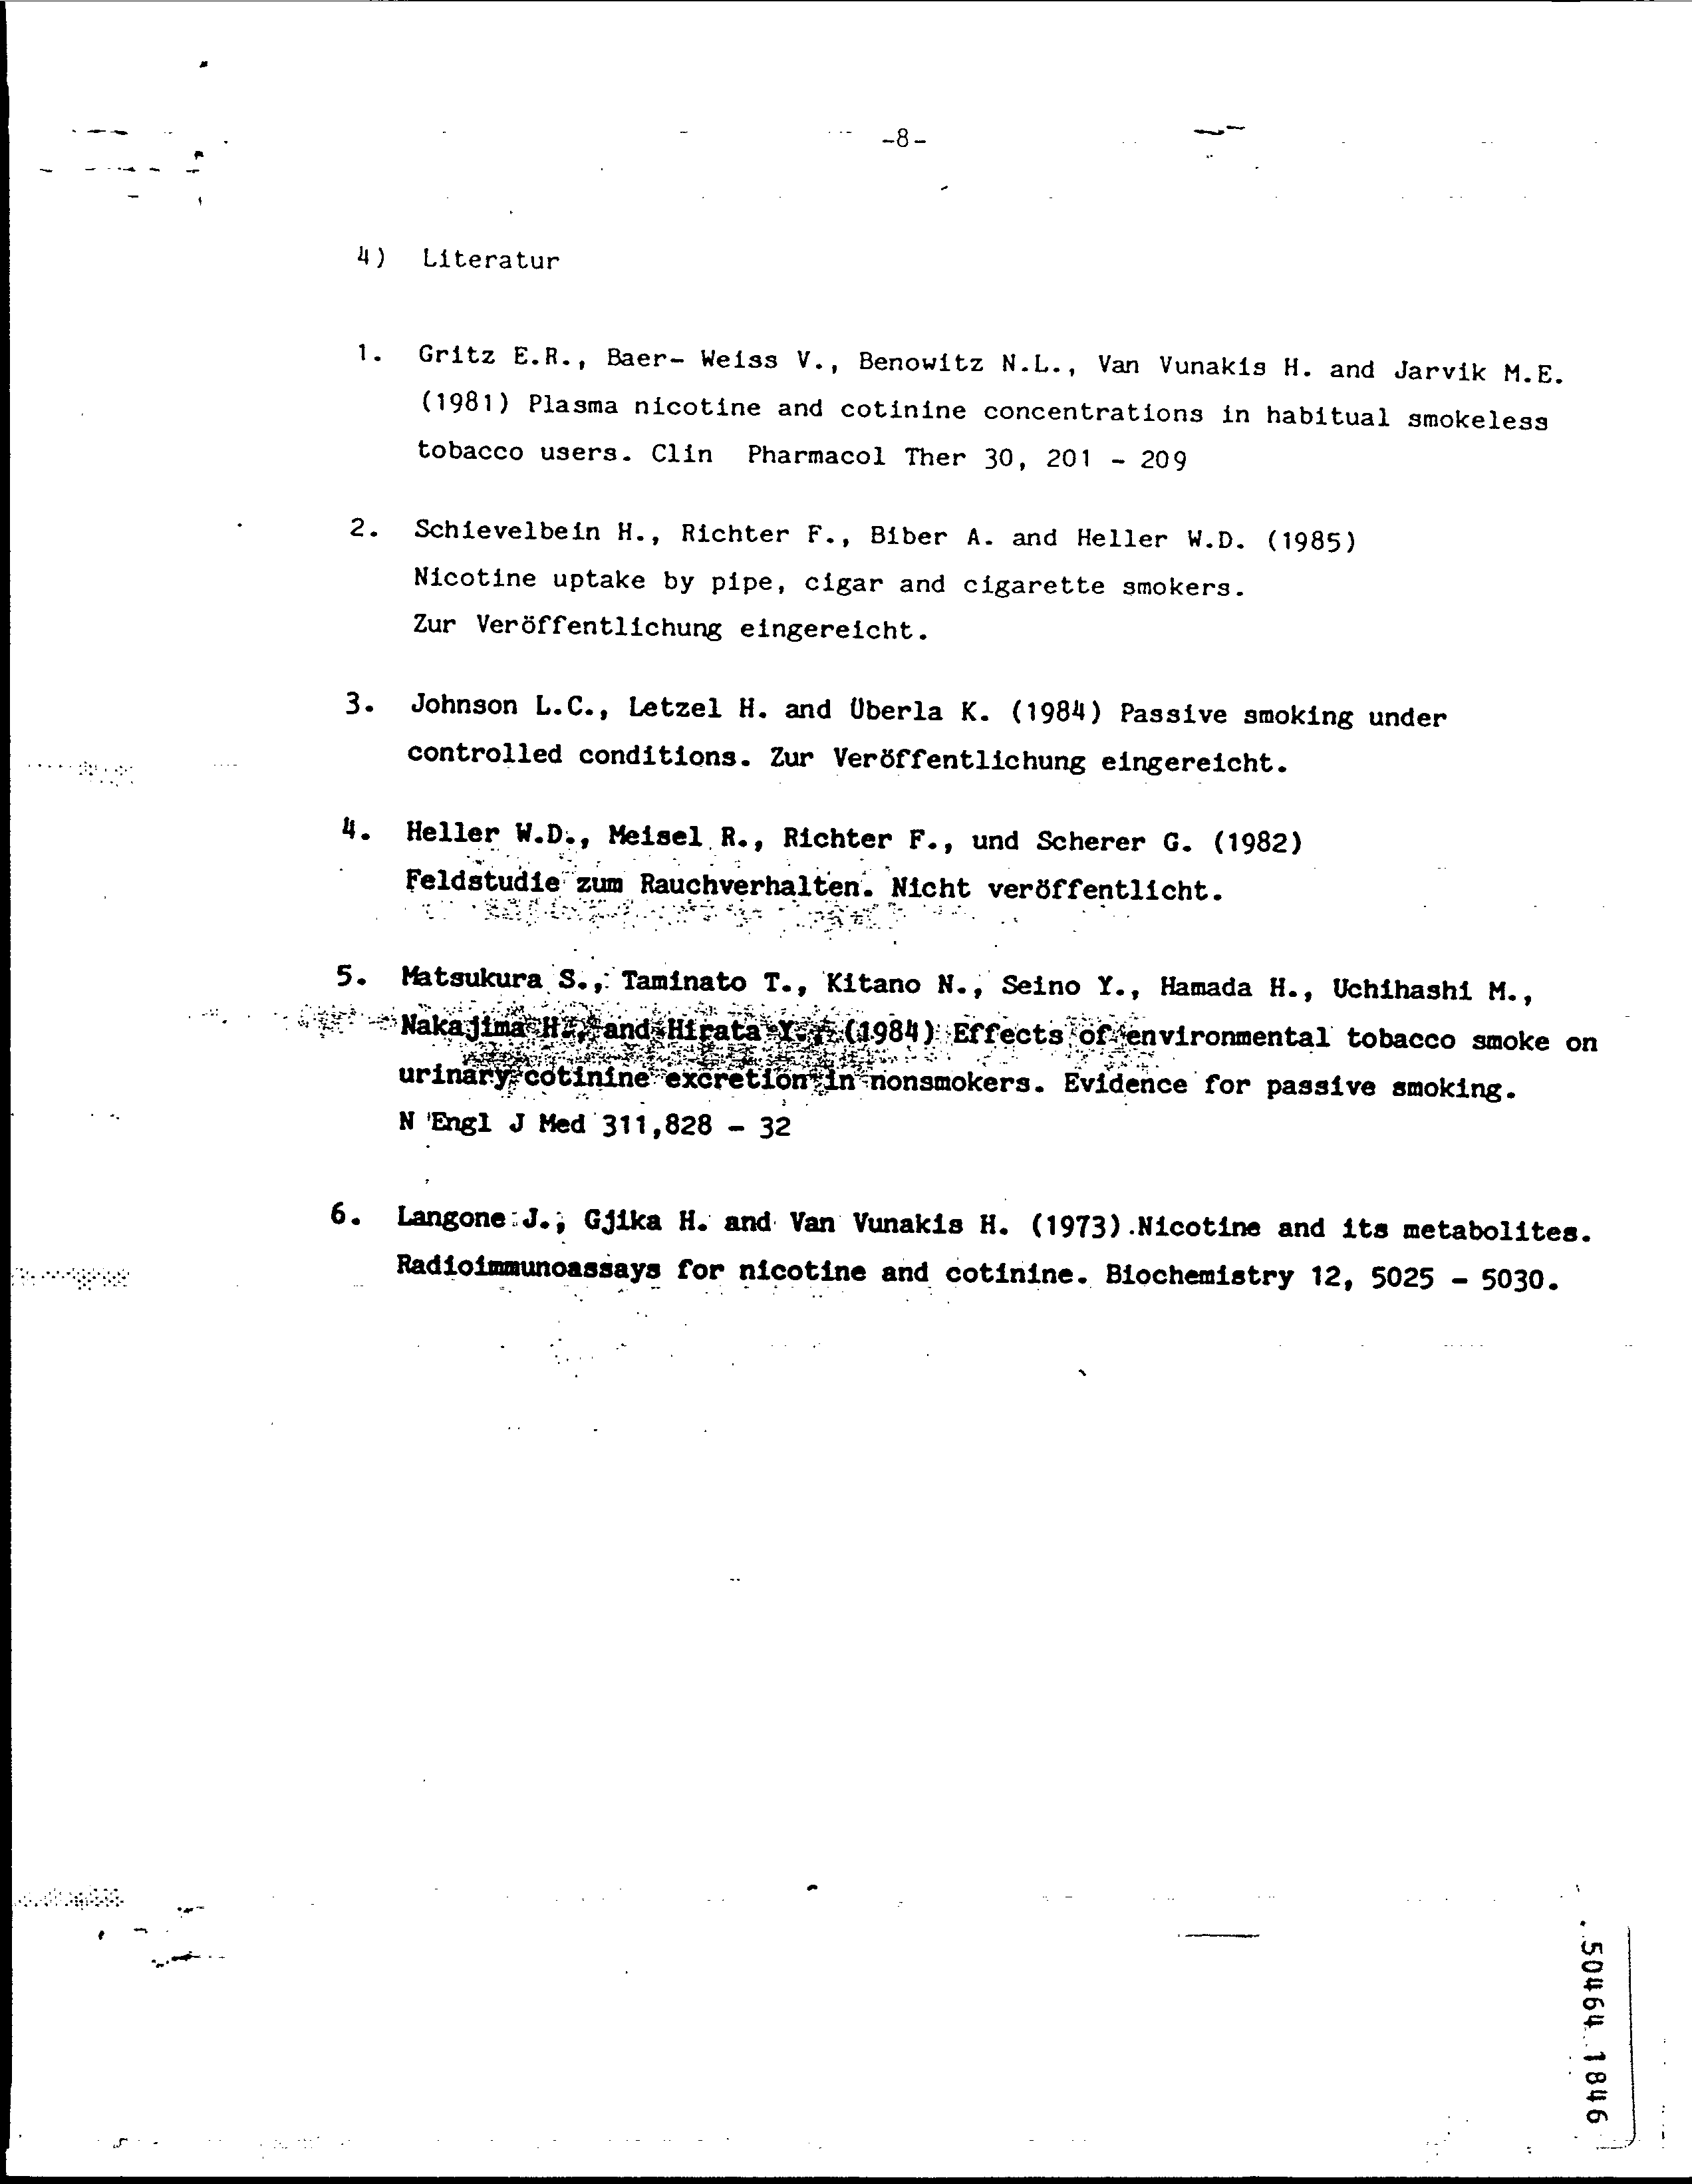 -8-
4) Literatur
1. Gritz E.R., Baer- Weiss V., Benowitz N.L., Van Vunakis H. and Jarvik M.E.
(1981) Plasma nicotine and cotinine concentrations in habitual smokeless
tobacco users. Clin Pharmacol Ther 30, 201 - 209
2. Schievelbein H., Richter F., Biber A. and Heller W.D. (1985)
Nicotine uptake by pipe, cigar and cigarette smokers.
Zur Veröffentlichung eingereicht.
3. Johnson L.C., Letzel H. and Überla K. (1984) Passive smoking under
controlled conditions. Zur Veröffentlichung eingereicht.
4. Heller W.D., Meisel R., Richter F., und Scherer G. (1982)
Feldstudie zum Rauchverhalten. Nicht veröffentlicht.
5. Matsukura S., Taminato T., Kitano N., Seino Y., Hamada H., Uchihashi M.,
Nakajima H., and Hirata Y., (1984) Effects of environmental tobacco smoke on
urinary cotinine excretion in nonsmokers. Evidence for passive smoking.
N Engl J Med 311,828 - 32
6. Langone J., Gjika H. and Van Vunakis H. (1973).Nicotine and its metabolites.
Radioimmunoassays for nicotine and cotinine. Biochemistry 12, 5025 - 5030.
50464 1846